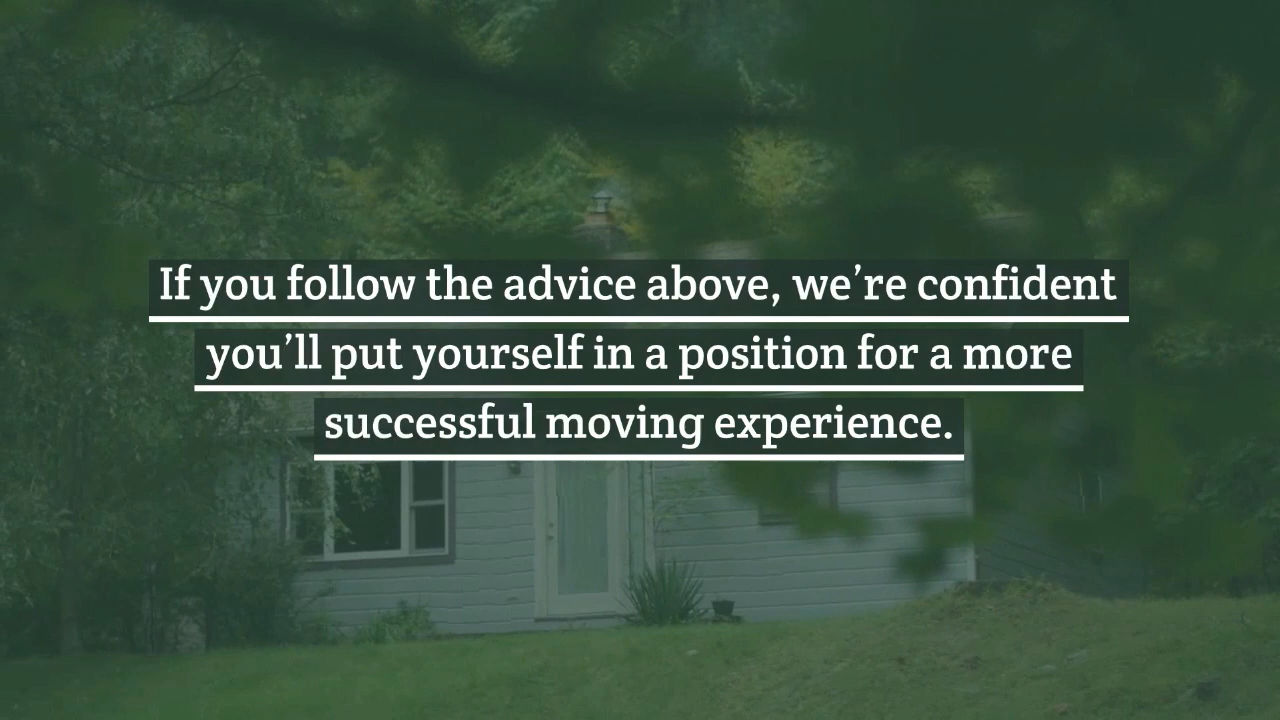 If you follow the advice above, we’re confident
you’ll put yourself in a position for a more
successful moving experience.